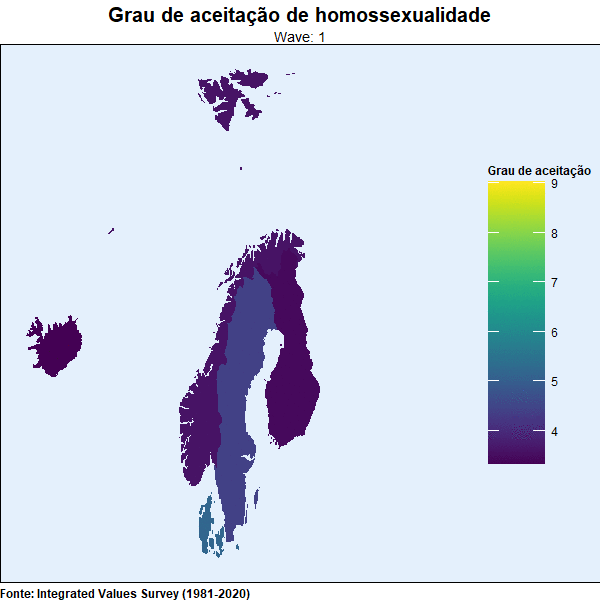 Grau de aceitação de homossexualidade
Wave: 1
Grau de aceitação
9
8
7
6
5
4
Fonte: Integrated Values Survey (1981-2020)